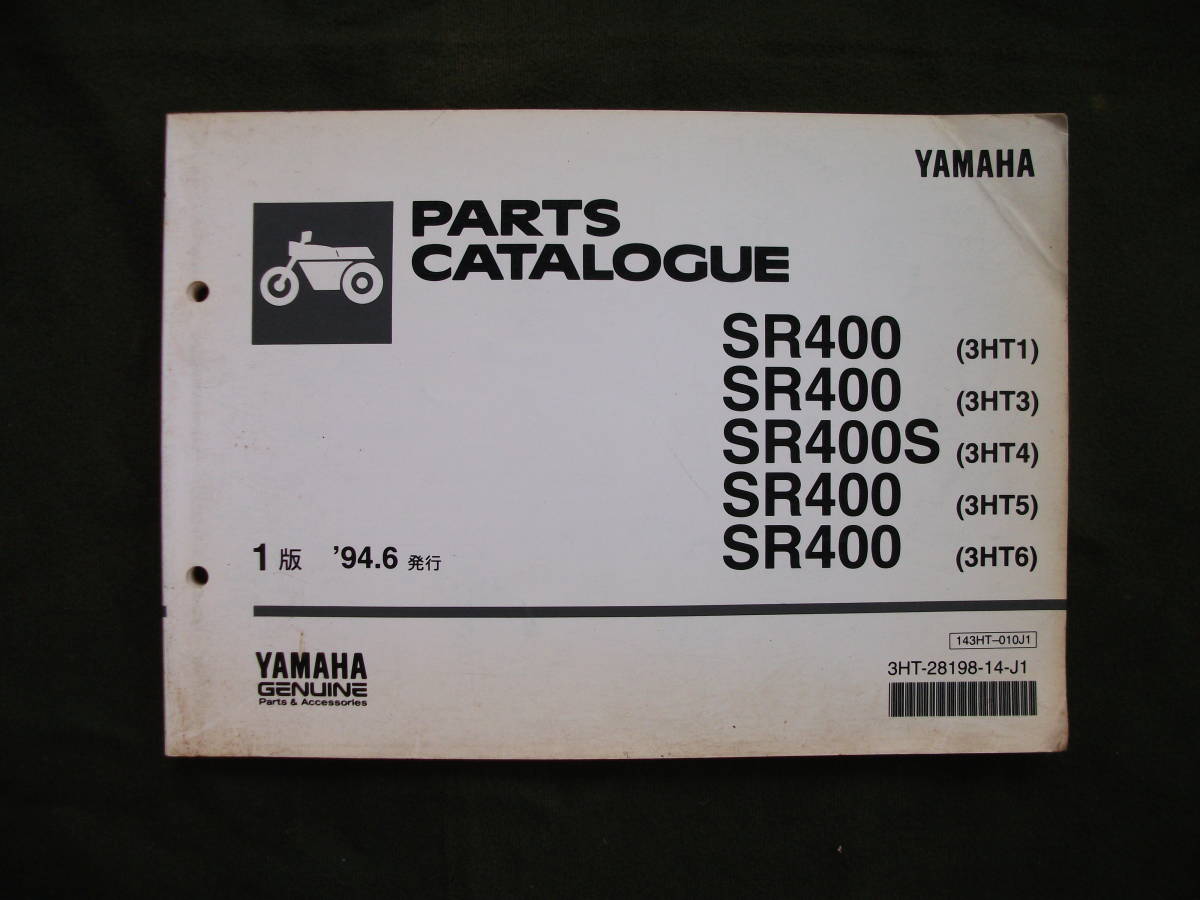 YAMAHA
PARTS
CATALOGUE
SR400 (3HT1)
SR400 (3HT3)
SR400S (3HT4)
SR400 (3HT5)
SR400 (3HT6)
1版 '94.6 発行
143HT-010J1
3HT-28198-14-J1
YAMAHA
GENUINE
Parts & Accessories